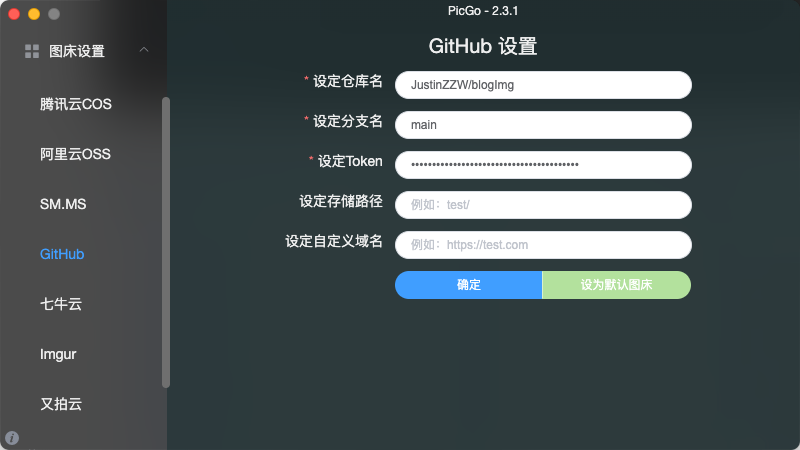 PicGo - 2.3.1
图床设置
腾讯云COS
阿里云OSS
SM.MS
GitHub
七牛云
Imgur
又拍云
GitHub 设置
* 设定仓库名
JustinZZW/blogImg
* 设定分支名
main
* 设定Token
••••••••••••••••••••••••••••••••••••••••
设定存储路径
例如：test/
设定自定义域名
例如：https://test.com
确定
设为默认图床